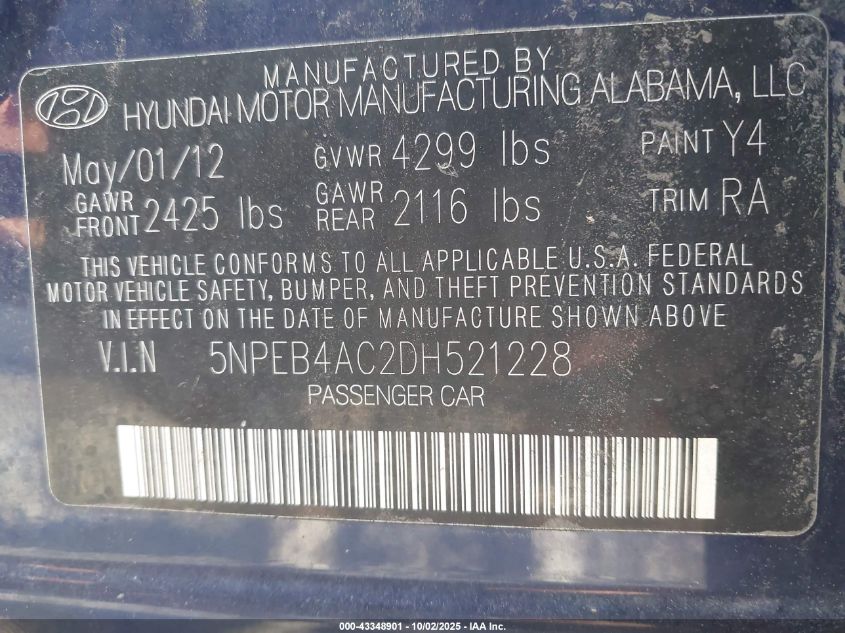 MANUFACTURED BY
HYUNDAI MOTOR MANUFACTURING ALABAMA, LLC
May/01/12 GVWR 4299 lbs PAINT Y4
GAWR FRONT 2425 lbs GAWR REAR 2116 lbs TRIM RA
THIS VEHICLE CONFORMS TO ALL APPLICABLE U.S.A. FEDERAL
MOTOR VEHICLE SAFETY, BUMPER, AND THEFT PREVENTION STANDARDS
IN EFFECT ON THE DATE OF MANUFACTURE SHOWN ABOVE
V.I.N 5NPEB4AC2DH521228
PASSENGER CAR
000-43348901 - 10/02/2025 - IAA Inc.